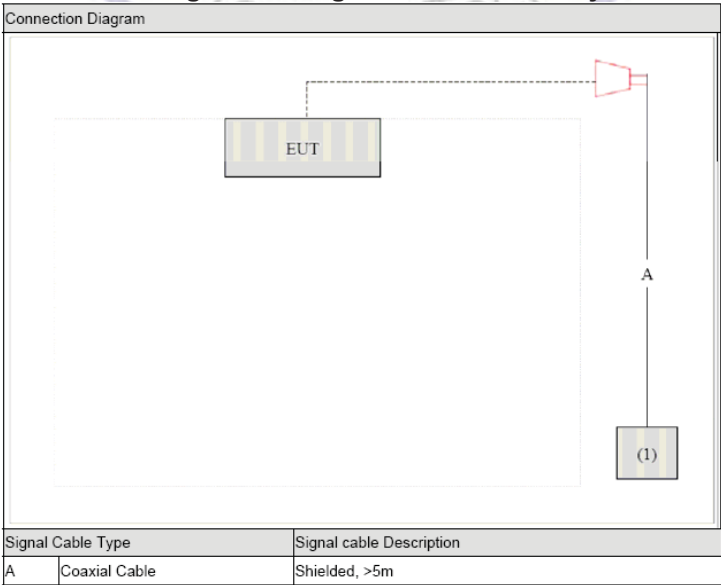 Connection Diagram
EUT
A
(1)
Signal Cable Type Signal cable Description
A Coaxial Cable Shielded, >5m